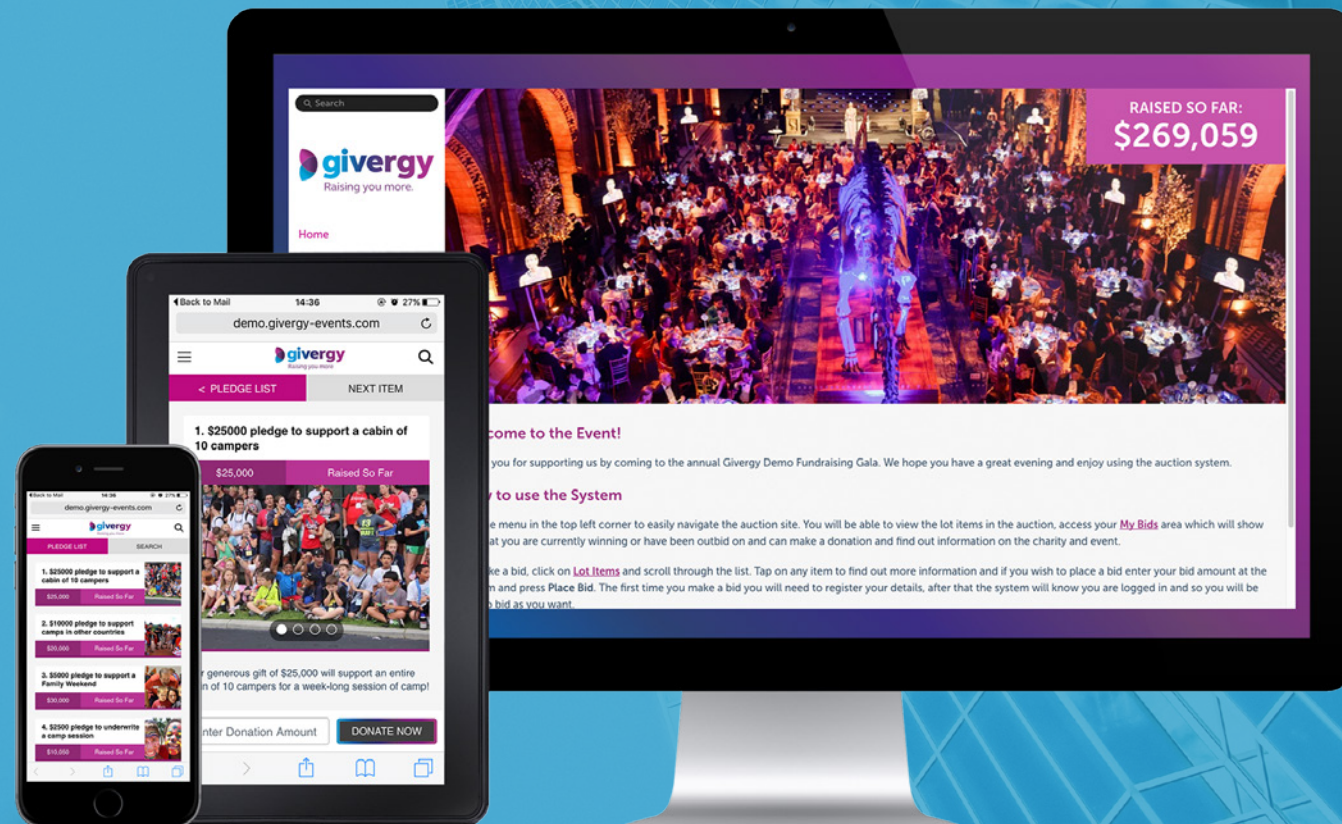 Search
RAISED SO FAR:
$269,059
givergy
Raising you more.
Home
come to the Event!
you for supporting us by coming to the annual Givergy Demo Fundraising Gala. We hope you have a great evening and enjoy using the auction system.
to use the System
e menu in the top left corner to easily navigate the auction site. You will be able to view the lot items in the auction, access your My Bids area which will show
at you are currently winning or have been outbid on and can make a donation and find out information on the charity and event.
ke a bid, click on Lot Items and scroll through the list. Tap on any item to find out more information and if you wish to place a bid enter your bid amount at the
m and press Place Bid. The first time you make a bid you will need to register your details, after that the system will know you are logged in and so you will be
bid as you want.
Back to Mail 14:36 27%
demo.givergy-events.com
givergy
Raising you more
< PLEDGE LIST NEXT ITEM
1. $25000 pledge to support a cabin of
10 campers
$25,000 Raised So Far
r generous gift of $25,000 will support an entire
in of 10 campers for a week-long session of camp!
nter Donation Amount DONATE NOW
Back to Mail 14:36 27%
demo.givergy-events.com
givergy
PLEDGE LIST SEARCH
1. $25000 pledge to support a
cabin of 10 campers
$25,000 Raised So Far
2. $10000 pledge to support
camps in other countries
$20,000 Raised So Far
3. $5000 pledge to support a
Family Weekend
$30,000 Raised So Far
4. $2500 pledge to underwrite
a camp session
$10,050 Raised So Far